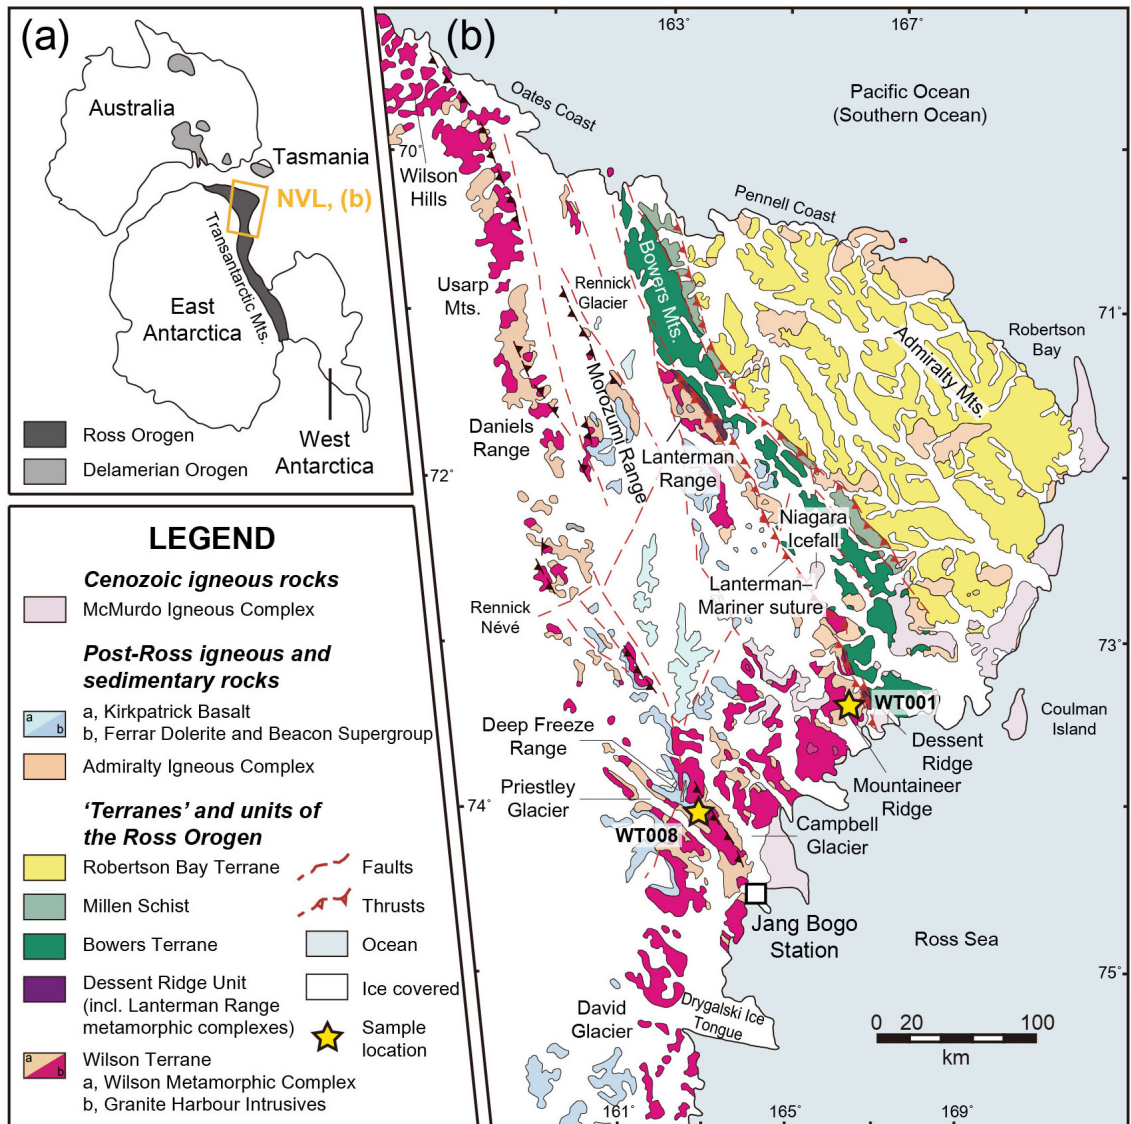 (a)
Australia
Tasmania
NVL, (b)
Transantarctic Mts.
East
Antarctica
West
Antarctica
Ross Orogen
Delamerian Orogen
LEGEND
Cenozoic igneous rocks
McMurdo Igneous Complex
Post-Ross igneous and
sedimentary rocks
a
b
a, Kirkpatrick Basalt
b, Ferrar Dolerite and Beacon Supergroup
Admiralty Igneous Complex
‘Terranes’ and units of
the Ross Orogen
Robertson Bay Terrane
Millen Schist
Bowers Terrane
Dessent Ridge Unit
(incl. Lanterman Range
metamorphic complexes)
a
b
Wilson Terrane
a, Wilson Metamorphic Complex
b, Granite Harbour Intrusives
Faults
Thrusts
Ocean
Ice covered
Sample
location
(b)
163°
167°
Oates Coast
Pacific Ocean
(Southern Ocean)
70°
Wilson
Hills
Pennell Coast
Usarp
Mts.
Rennick
Glacier
Bowers Mts.
71°
Robertson
Bay
Admiralty Mts.
Morozumi Range
Daniels
Range
Lanterman
Range
72°
Niagara
Icefall
Lanterman–
Mariner suture
Rennick
Névé
73°
WT001
Coulman
Island
Deep Freeze
Range
Dessent
Ridge
Mountaineer
Ridge
Priestley
Glacier
74°
WT008
Campbell
Glacier
Jang Bogo
Station
Ross Sea
75°
David
Glacier
Drygalski Ice
Tongue
0 20 100
km
161°
165°
169°